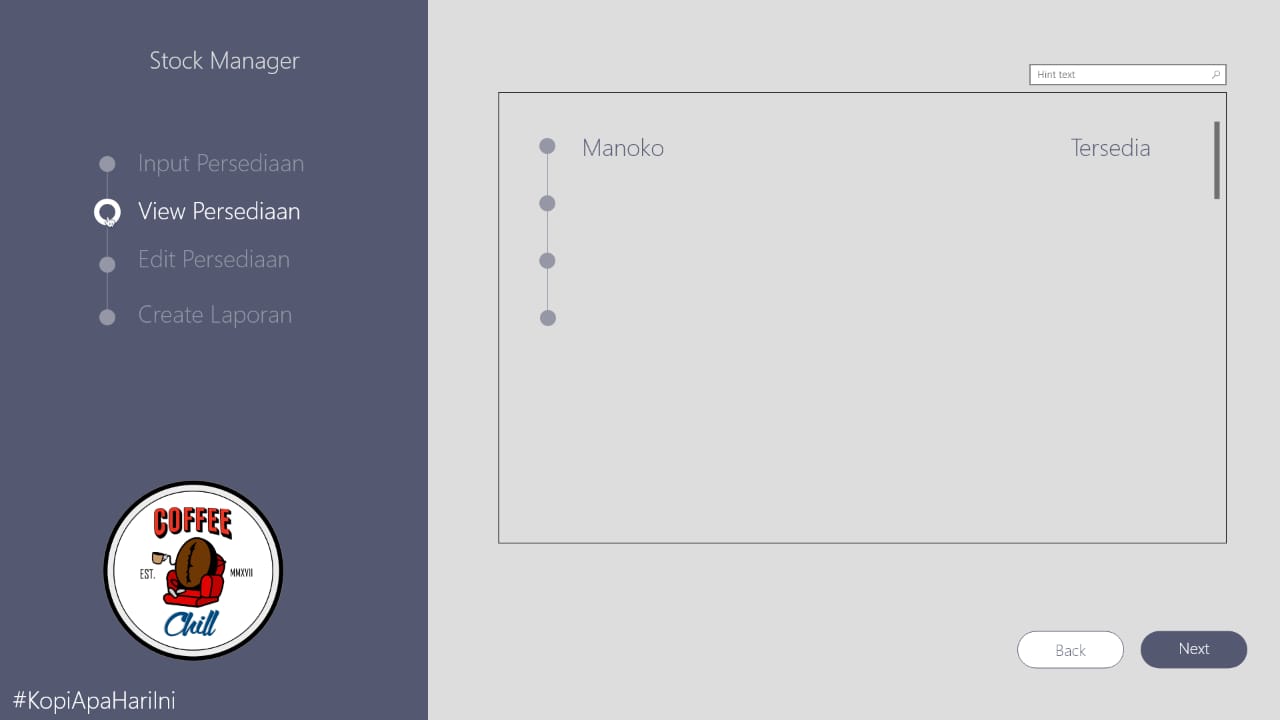 Stock Manager
Input Persediaan
View Persediaan
Edit Persediaan
Create Laporan
COFFEE
EST. MMXVII
Chill
#KopiApaHariIni
Hint text
Manoko Tersedia
Back Next